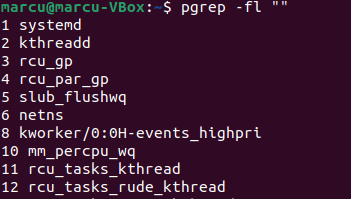 marcu@marcu-VBox:~$ pgrep -fl ""
1 systemd
2 kthreadd
3 rcu_gp
4 rcu_par_gp
5 slub_flushwq
6 netns
8 kworker/0:0H-events_highpri
10 mm_percpu_wq
11 rcu_tasks_kthread
12 rcu_tasks_rude_kthread